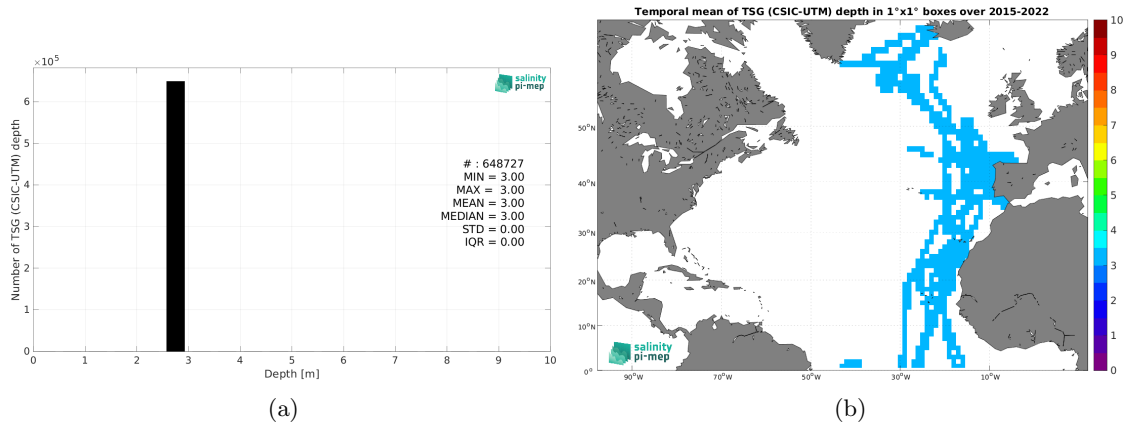 ×10⁵
6
5
4
3
2
1
0
Number of TSG (CSIC-UTM) depth
salinity
pi-mep
# : 648727
MIN = 3.00
MAX = 3.00
MEAN = 3.00
MEDIAN = 3.00
STD = 0.00
IQR = 0.00
0 1 2 3 4 5 6 7 8 9 10
Depth [m]
(a)
Temporal mean of TSG (CSIC-UTM) depth in 1°x1° boxes over 2015-2022
50°N
40°N
30°N
20°N
10°N
0°
90°W 70°W 50°W 30°W 10°W
salinity
pi-mep
10
9
8
7
6
5
4
3
2
1
0
(b)